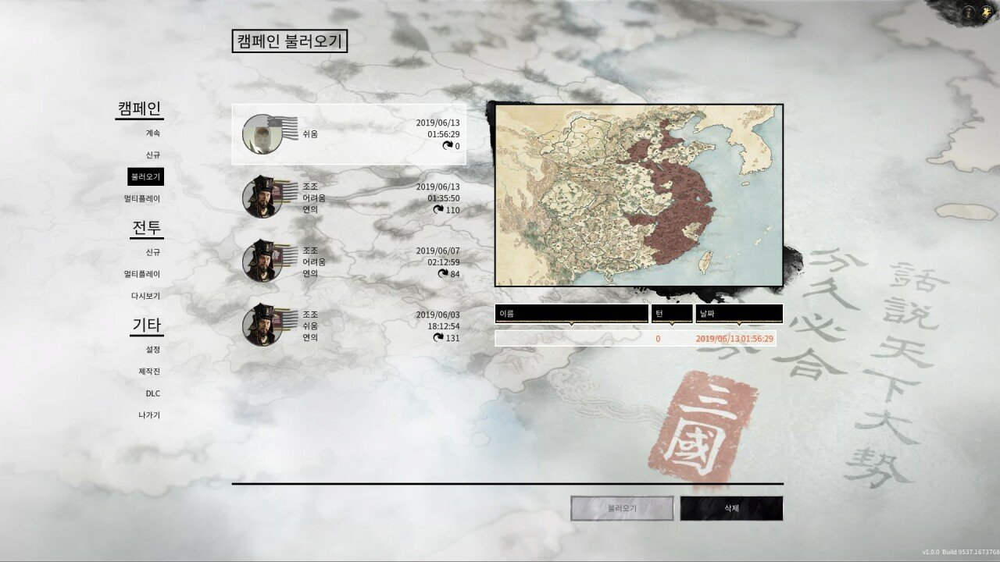 캠페인 불러오기
캠페인
계속
신규
불러오기
멀티플레이
전투
신규
멀티플레이
다시보기
기타
설정
제작진
DLC
나가기
쉬움
2019/06/13
01:56:29
0
조조
어려움
연의
2019/06/13
01:35:50
110
조조
어려움
연의
2019/06/07
02:12:59
84
조조
쉬움
연의
2019/06/03
18:12:54
131
이름 턴 날짜
0 2019/06/13 01:56:29
話說天下大勢
分久必合
三國
불러오기 삭제
v1.0.0 Build 9537.1673768